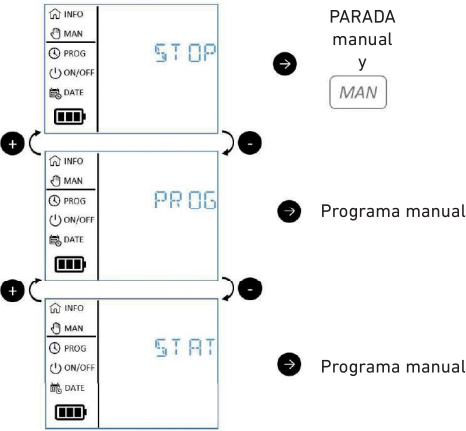 INFO
MAN
PROG
ON/OFF
DATE
STOP
PARADA
manual
y
MAN
+
-
INFO
MAN
PROG
ON/OFF
DATE
PROG
Programa manual
+
-
INFO
MAN
PROG
ON/OFF
DATE
STAT
Programa manual